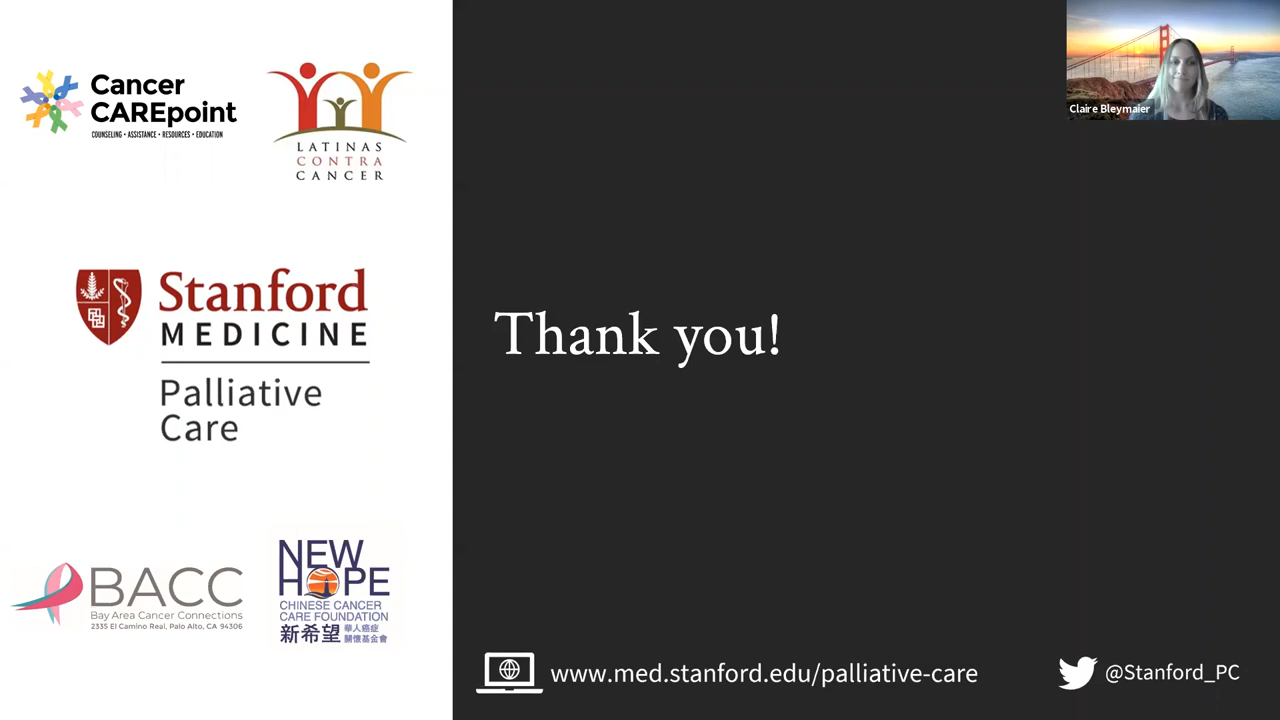 Cancer
CAREpoint
COUNSELING • ASSISTANCE • RESOURCES • EDUCATION
LATINAS
CONTRA
CANCER
Stanford
MEDICINE
Palliative
Care
BACC
Bay Area Cancer Connections
2335 El Camino Real, Palo Alto, CA 94306
NEW
HOPE
CHINESE CANCER
CARE FOUNDATION
新希望 華人癌症
關懷基金會
Claire Bleymaier
Thank you!
www.med.stanford.edu/palliative-care
@Stanford_PC